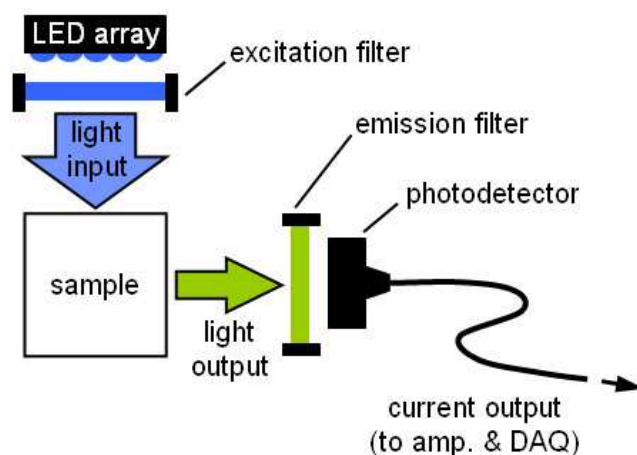 LED array
excitation filter
light
input
emission filter
photodetector
sample
light
output
current output
(to amp. & DAQ)